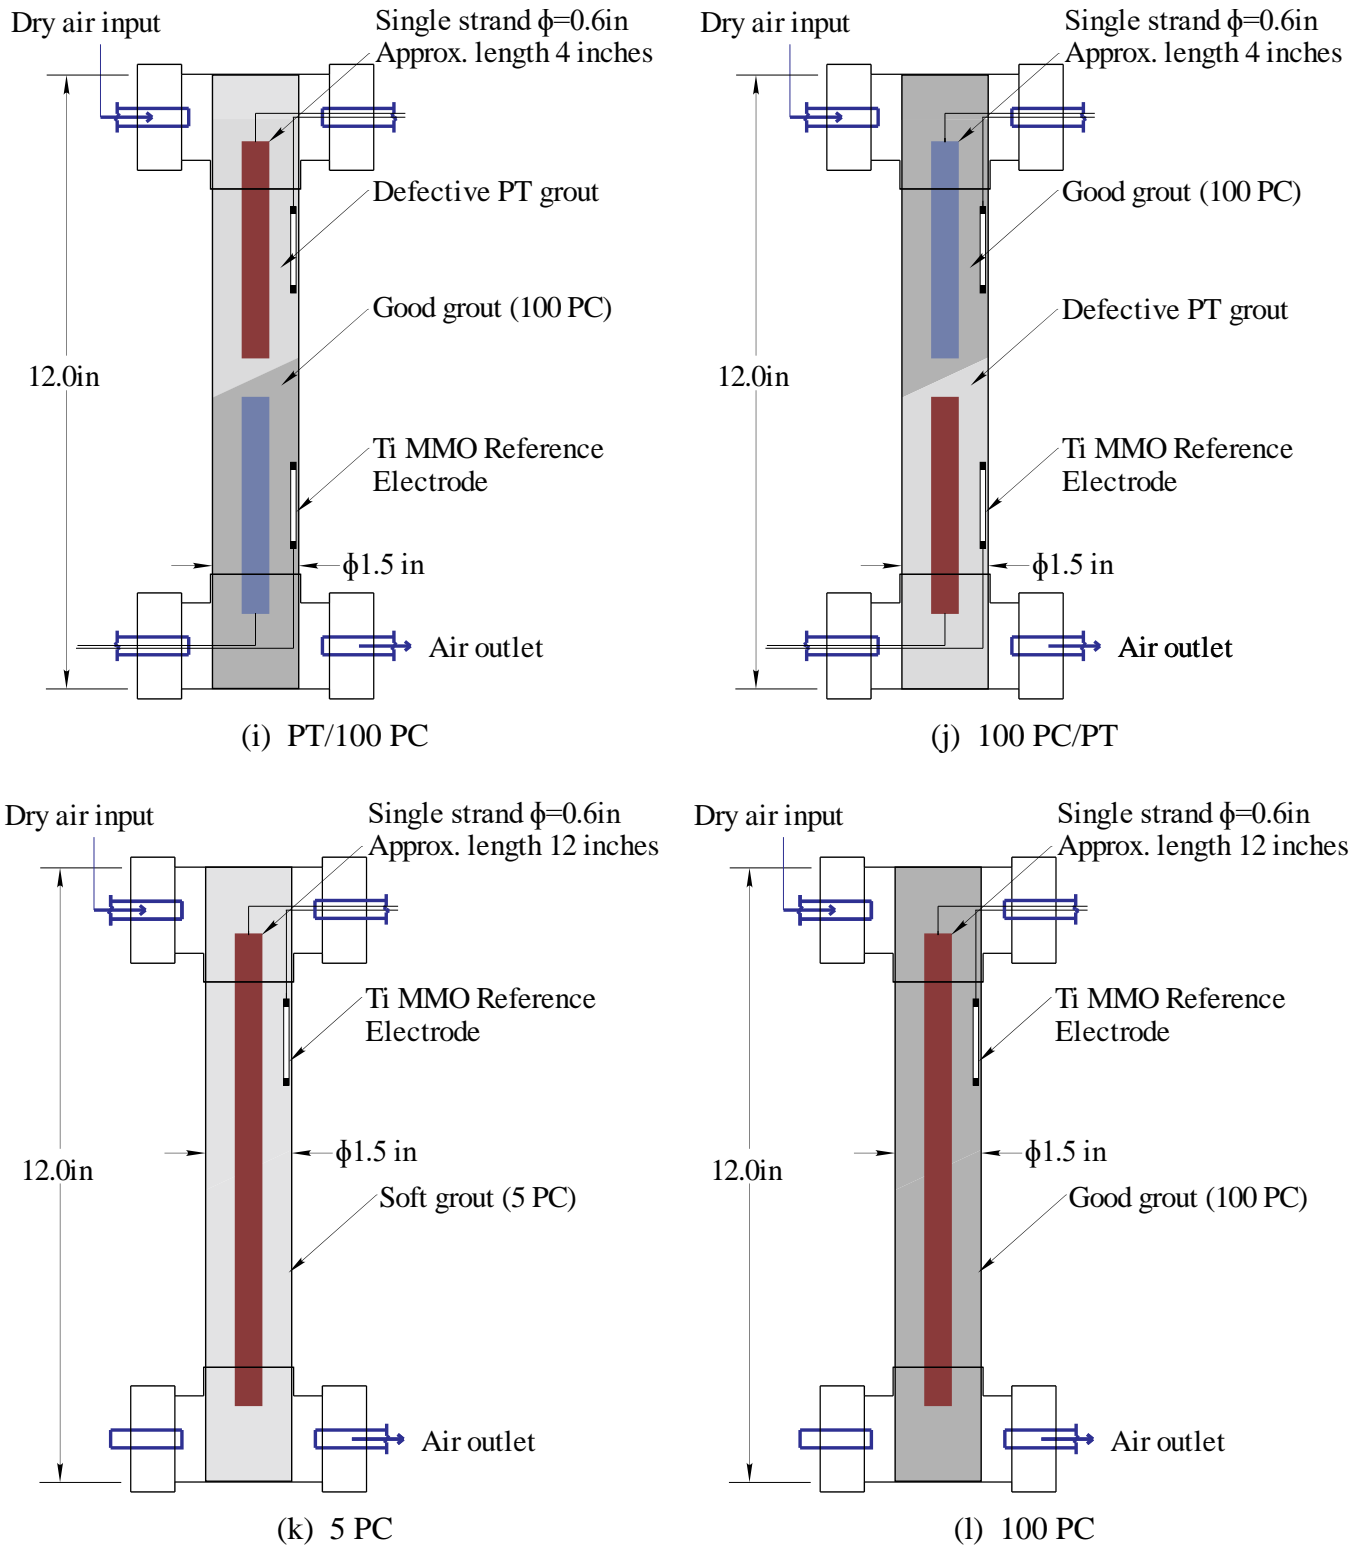 Dry air input
Single strand ϕ=0.6in
Approx. length 4 inches
Defective PT grout
Good grout (100 PC)
12.0in
Ti MMO Reference
Electrode
ϕ1.5 in
Air outlet
(i) PT/100 PC
Dry air input
Single strand ϕ=0.6in
Approx. length 4 inches
Good grout (100 PC)
Defective PT grout
12.0in
Ti MMO Reference
Electrode
ϕ1.5 in
Air outlet
(j) 100 PC/PT
Dry air input
Single strand ϕ=0.6in
Approx. length 12 inches
Ti MMO Reference
Electrode
12.0in
ϕ1.5 in
Soft grout (5 PC)
Air outlet
(k) 5 PC
Dry air input
Single strand ϕ=0.6in
Approx. length 12 inches
Ti MMO Reference
Electrode
12.0in
ϕ1.5 in
Good grout (100 PC)
Air outlet
(l) 100 PC